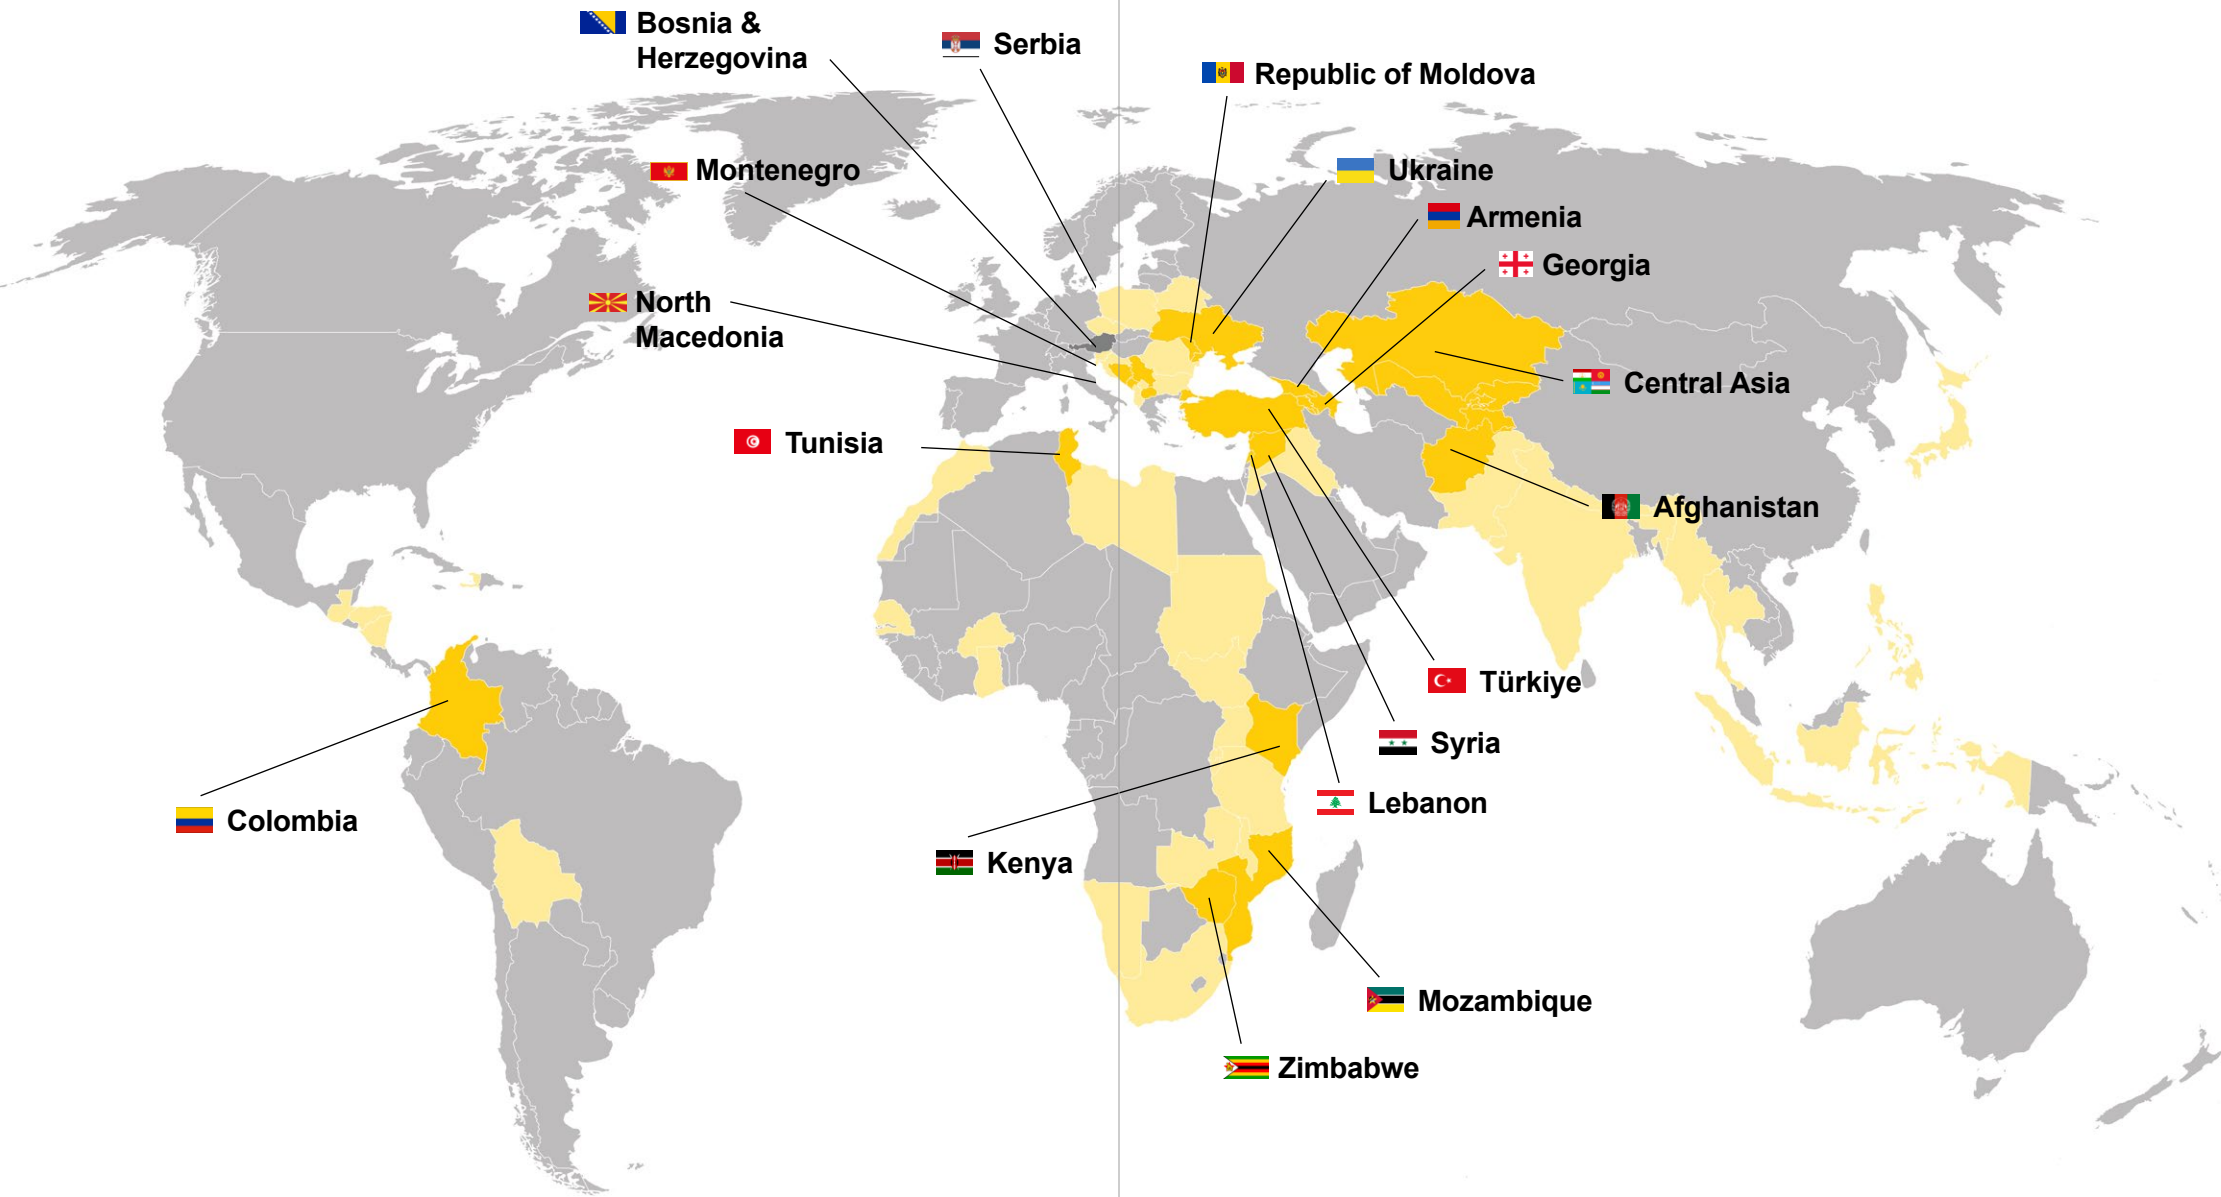 Bosnia &
Herzegovina
Serbia
Republic of Moldova
Montenegro
Ukraine
Armenia
Georgia
North
Macedonia
Central Asia
Tunisia
Afghanistan
Türkiye
Syria
Lebanon
Colombia
Kenya
Mozambique
Zimbabwe